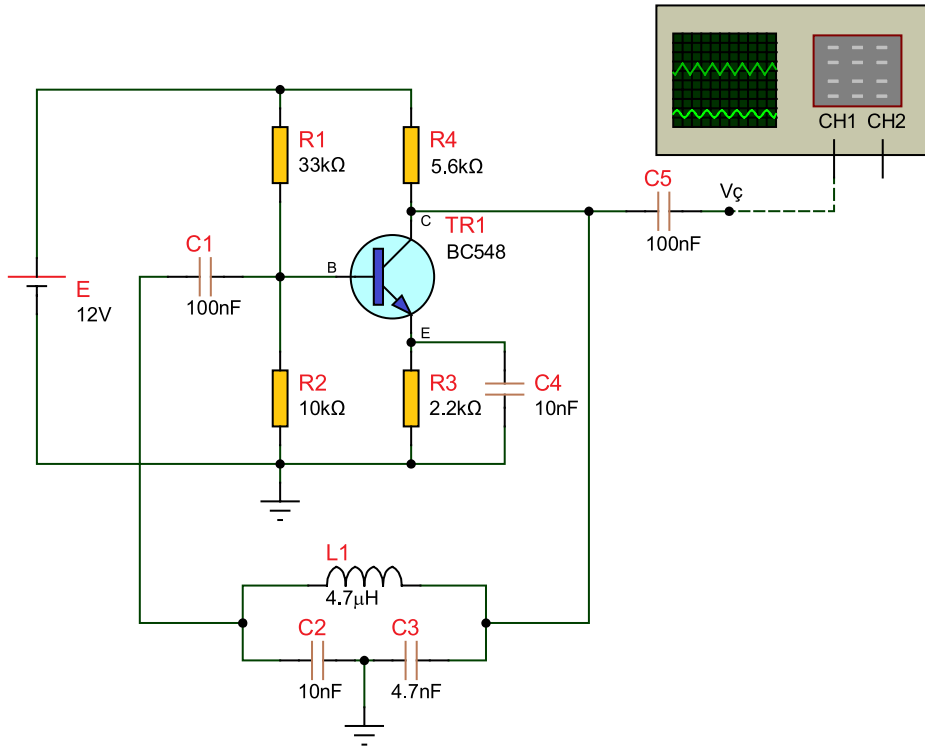 CH1 CH2
R1
33kΩ
R4
5.6kΩ
C5
100nF
Vç
C
TR1
BC548
C1
100nF
B
E
12V
E
R2
10kΩ
R3
2.2kΩ
C4
10nF
L1
4.7μH
C2
10nF
C3
4.7nF